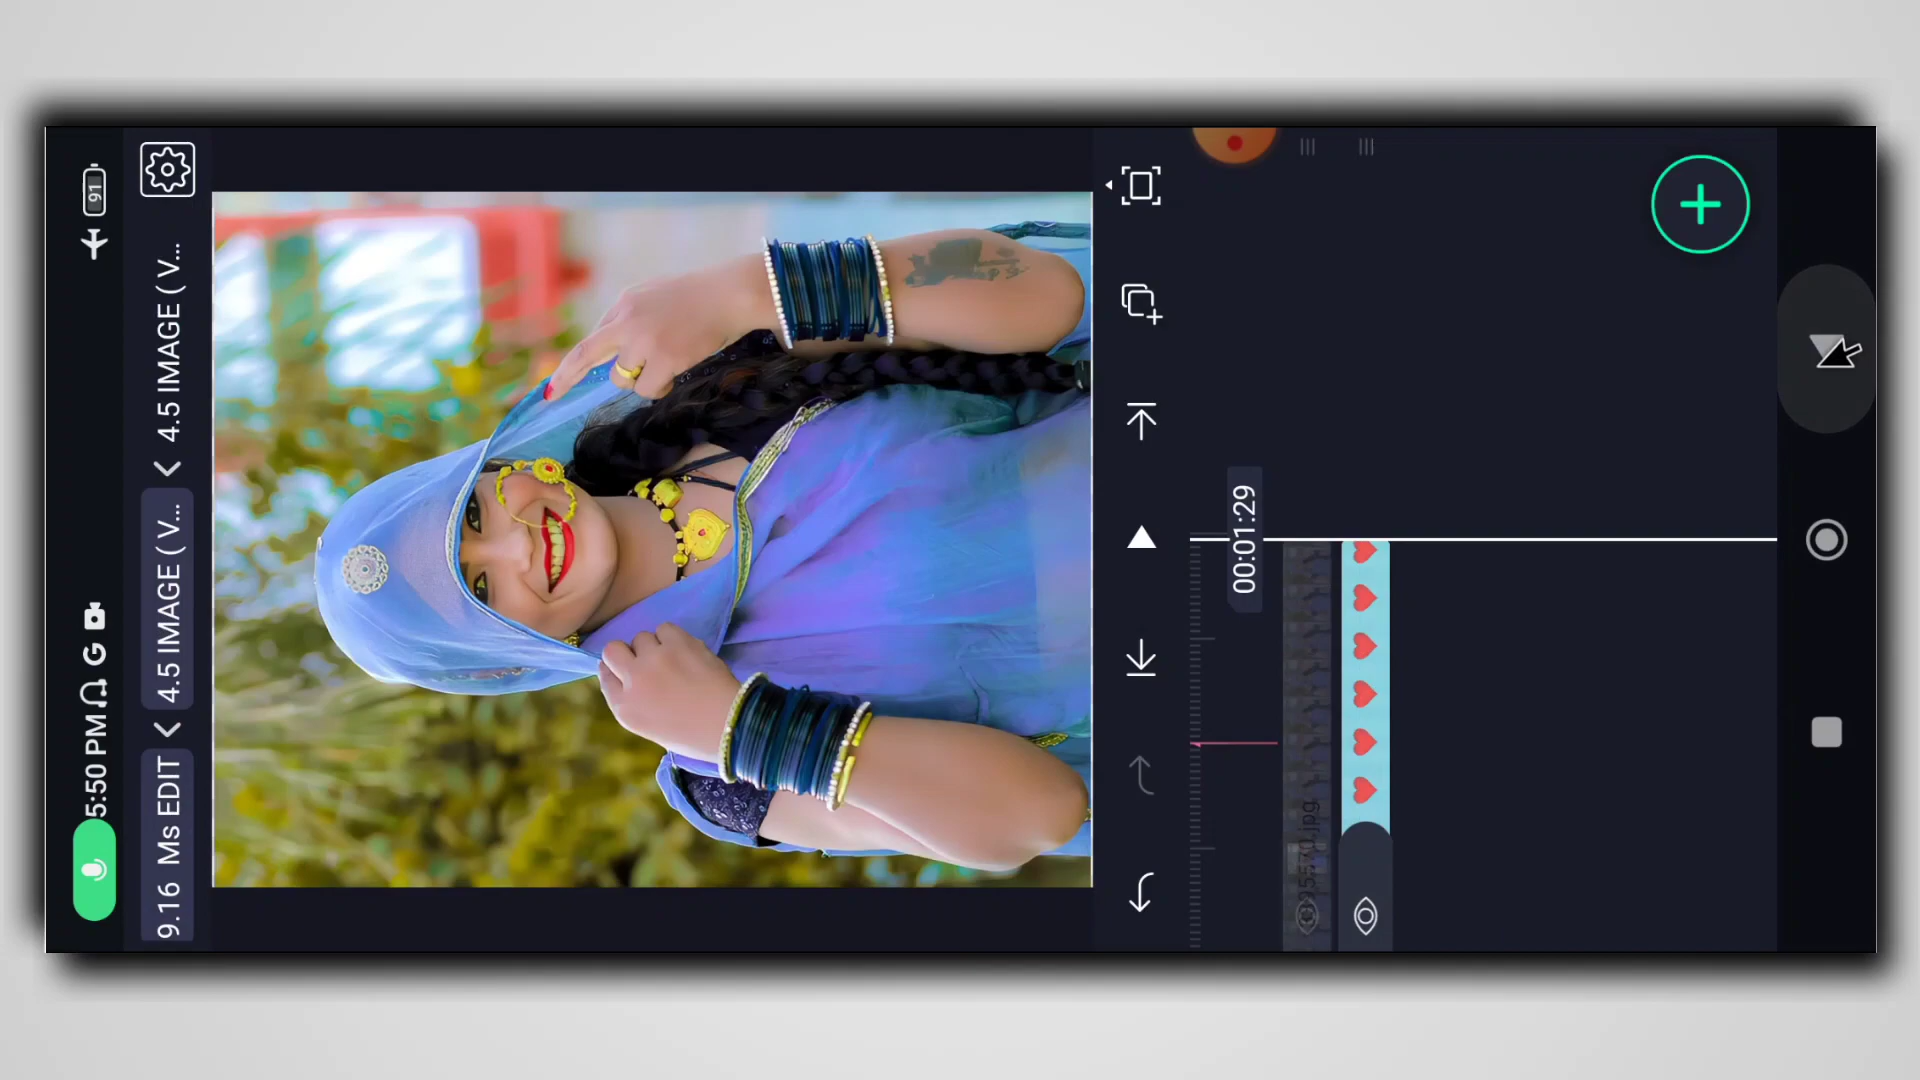 5:50 PM G
91
9.16 Ms EDIT
4.5 IMAGE ( V...
4.5 IMAGE ( V...
00:01:29